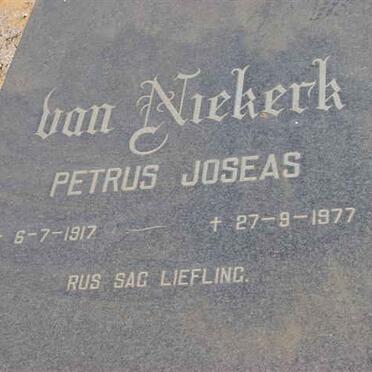 van Niekerk
PETRUS JOSEAS
6-7-1917 — † 27-9-1977
RUS SAG LIEFLING.